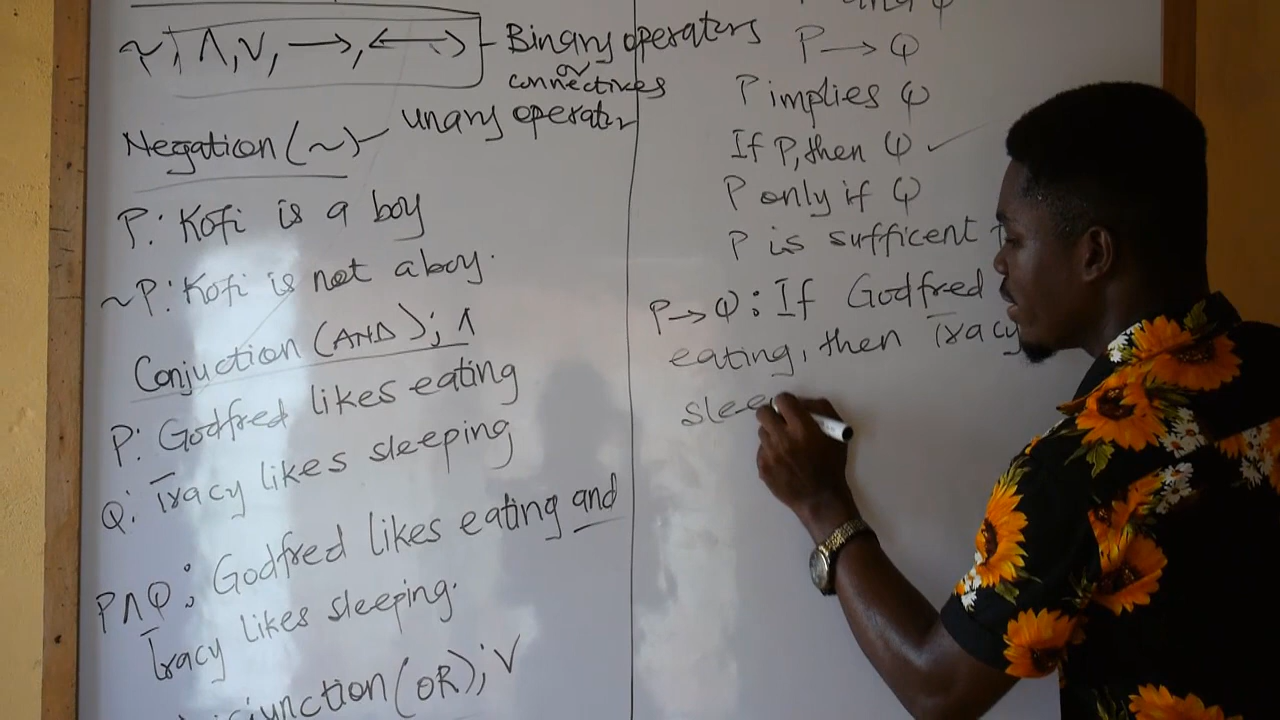 ~, ∧, ∨, →, ↔ - Binary operators
or
connectives
Negation (~) - unary operator
P: Kofi is a boy
~P: Kofi is not a boy.
Conjuction (AND); ∧
P: Godfred likes eating
Q: Tracy likes sleeping
P∧Q: Godfred likes eating and
Tracy likes sleeping.
junction (OR); ∨
P → Q
P implies Q
If P, then Q ✓
P only if Q
P is sufficent
P→Q: If Godfred
eating, then Tracy
slee